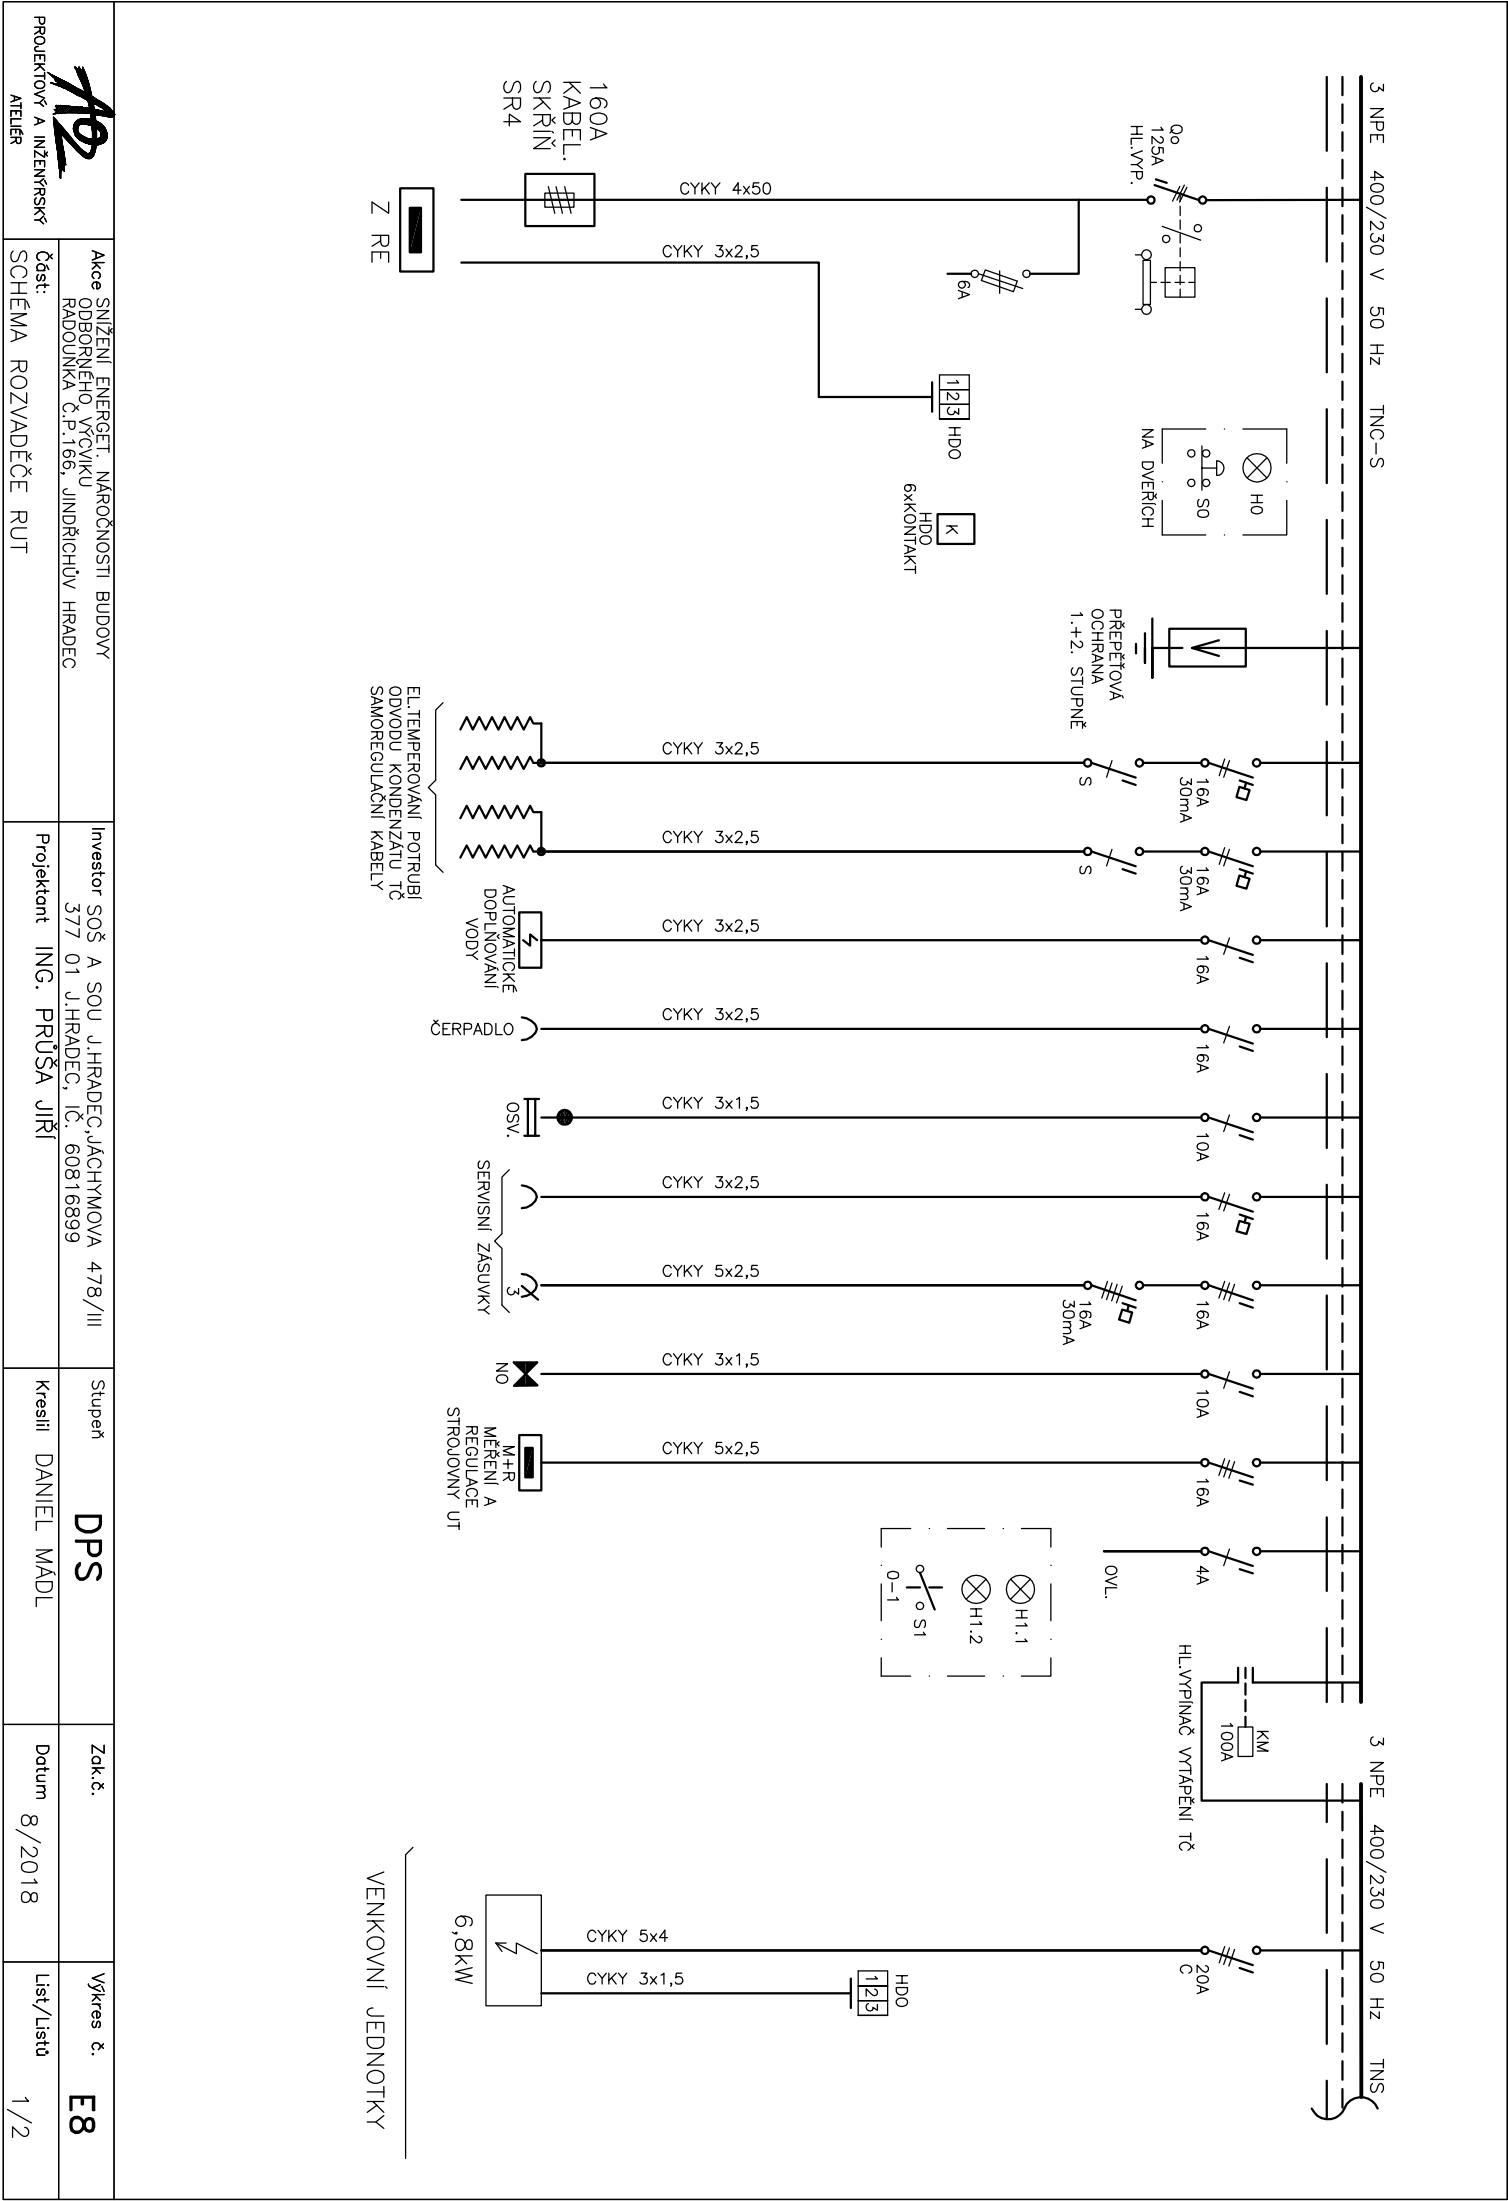 3 NPE 400/230 V 50 Hz TNC-S
3 NPE 400/230 V 50 Hz TNS
Qo
125A
HL.VYP.
6A
CYKY 4x50
160A
KABEL.
SKŘÍŇ
SR4
CYKY 3x2,5
Z RE
1 2 3
HDO
H0
S0
NA DVEŘÍCH
K
HDO
6xKONTAKT
PŘEPĚŤOVÁ
OCHRANA
1.+2. STUPNĚ
16A
30mA
S
CYKY 3x2,5
16A
30mA
S
CYKY 3x2,5
EL.TEMPEROVÁNÍ POTRUBÍ
ODVODU KONDENZÁTU TČ
SAMOREGULAČNÍ KABELY
16A
CYKY 3x2,5
AUTOMATICKÉ
DOPLŇOVÁNÍ
VODY
16A
CYKY 3x2,5
ČERPADLO
10A
CYKY 3x1,5
OSV.
16A
CYKY 3x2,5
16A
16A
30mA
CYKY 5x2,5
3
SERVISNÍ ZÁSUVKY
10A
CYKY 3x1,5
NO
16A
CYKY 5x2,5
M+R
MĚŘENÍ A
REGULACE
STROJOVNY UT
4A
OVL.
H1.1
H1.2
S1
0-1
KM
100A
HL.VYPÍNAČ VYTÁPĚNÍ TČ
20A
C
CYKY 5x4
HDO
1 2 3
CYKY 3x1,5
6,8kW
VENKOVNÍ JEDNOTKY
A02
PROJEKTOVÝ A INŽENÝRSKÝ
ATELIÉR
Akce SNÍŽENÍ ENERGET. NÁROČNOSTI BUDOVY
ODBORNÉHO VÝCVIKU
RADOUŇKA Č.P.166, JINDŘICHŮV HRADEC
Část:
SCHÉMA ROZVADĚČE RUT
Investor SOŠ A SOU J.HRADEC,JÁCHYMOVA 478/III
377 01 J.HRADEC, IČ. 60816899
Projektant ING. PRŮŠA JIŘÍ
Stupeň DPS
Kreslil DANIEL MÁDL
Zak.č.
Datum 8/2018
Výkres č. E8
List/Listů 1/2